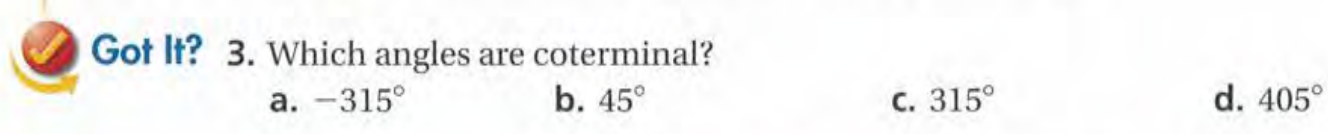 Got It? 3. Which angles are coterminal?
a. −315° b. 45° c. 315° d. 405°